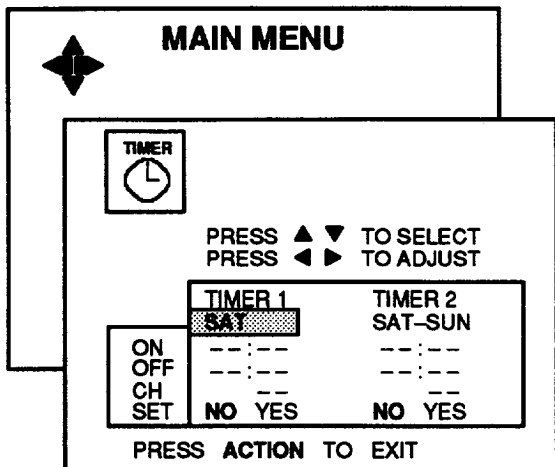 MAIN MENU
TIMER
PRESS ▲ ▼ TO SELECT
PRESS ◀ ▶ TO ADJUST
TIMER 1 TIMER 2
SAT SAT–SUN
ON --:-- --:--
OFF --:-- --:--
CH -- --
SET NO YES NO YES
PRESS ACTION TO EXIT